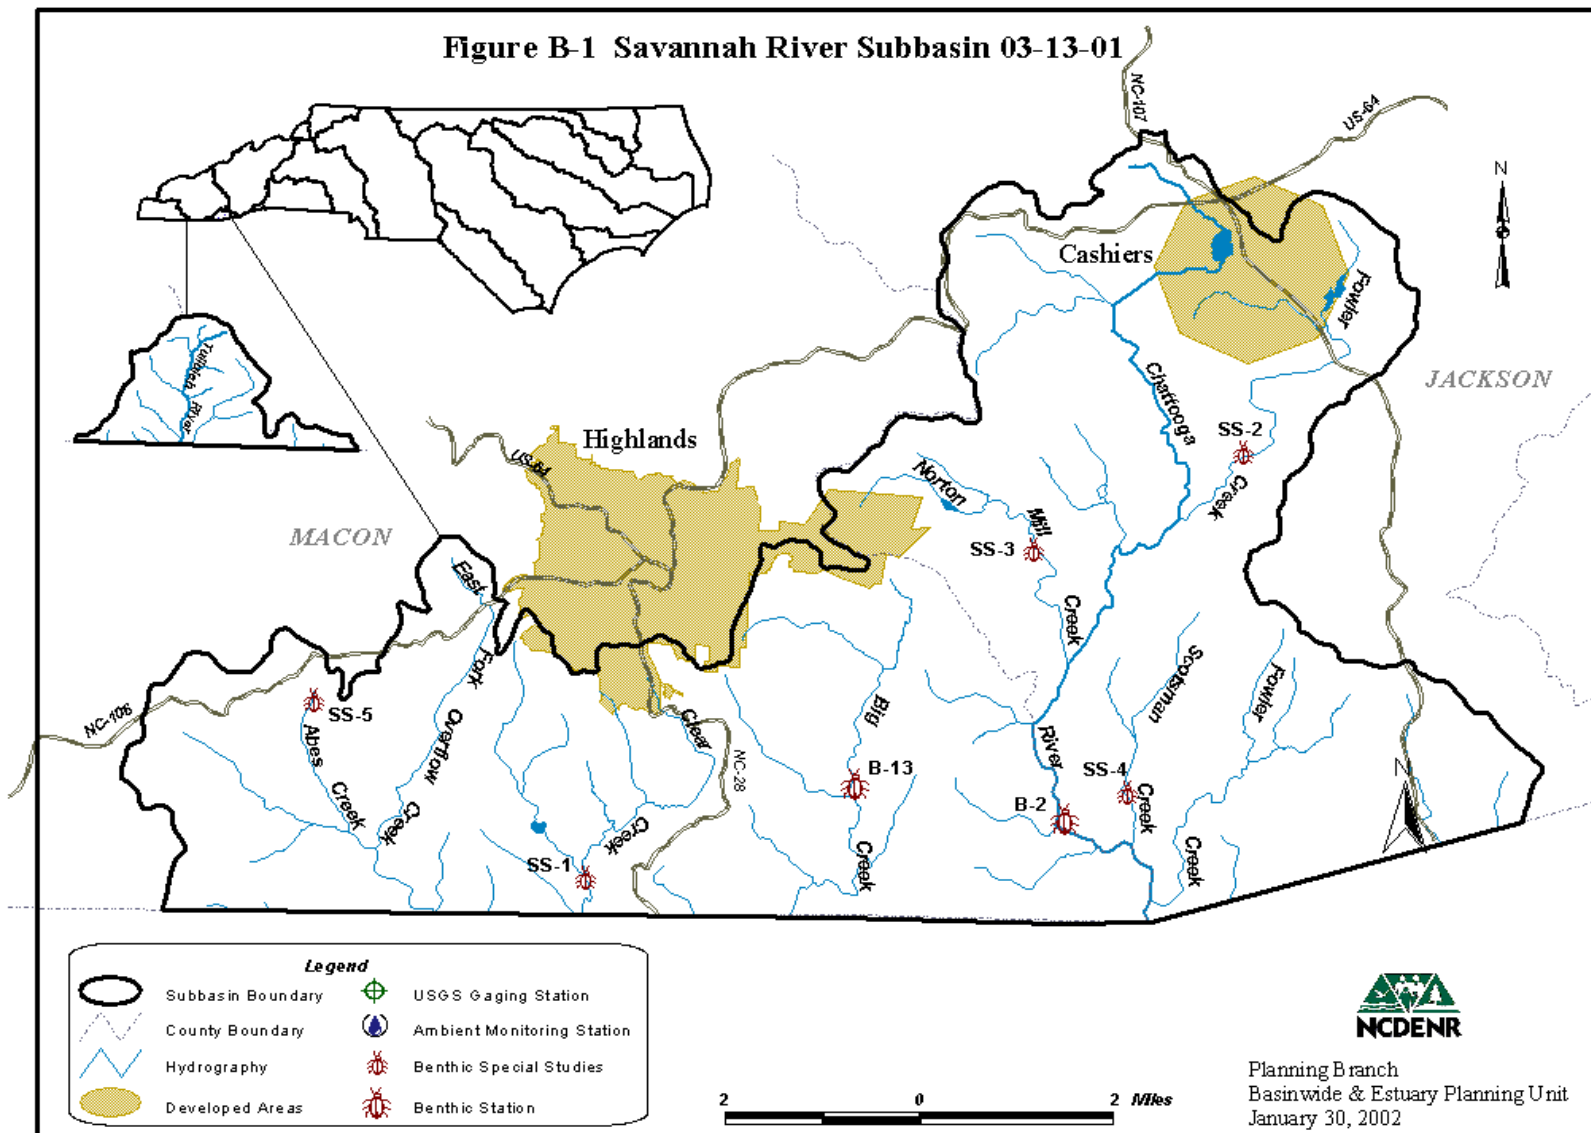 Figure B-1 Savannah River Subbasin 03-13-01
NC-107
US-64
N
Cashiers
Fowler
JACKSON
Tullulah
River
Chattooga
SS-2
Creek
Highlands
US-64
Norton
Mill
SS-3
Creek
MACON
East
Fork
Overflow
Creek
NC-106
SS-5
Abes
Creek
Clear
NC-28
Creek
SS-1
Big
B-13
Creek
River
B-2
Scotsman
SS-4
Creek
Fowler
Creek
N
Legend
Subbasin Boundary
County Boundary
Hydrography
Developed Areas
USGS Gaging Station
Ambient Monitoring Station
Benthic Special Studies
Benthic Station
2 0 2 Miles
NCDENR
Planning Branch
Basinwide & Estuary Planning Unit
January 30, 2002